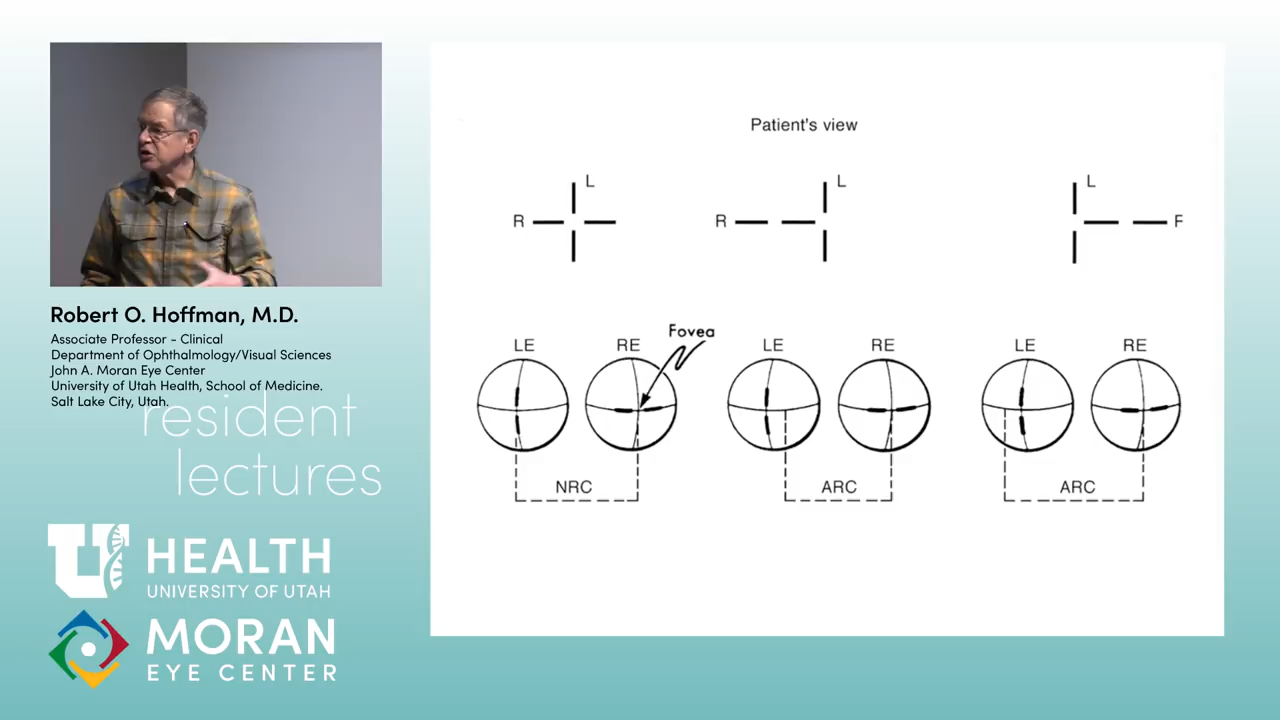 Robert O. Hoffman, M.D.
Associate Professor - Clinical
Department of Ophthalmology/Visual Sciences
John A. Moran Eye Center
University of Utah Health, School of Medicine.
Salt Lake City, Utah.
resident
lectures
U HEALTH
UNIVERSITY OF UTAH
MORAN
EYE CENTER
Patient's view
L
R
L
R
L
F
Fovea
LE RE LE RE LE RE
NRC ARC ARC